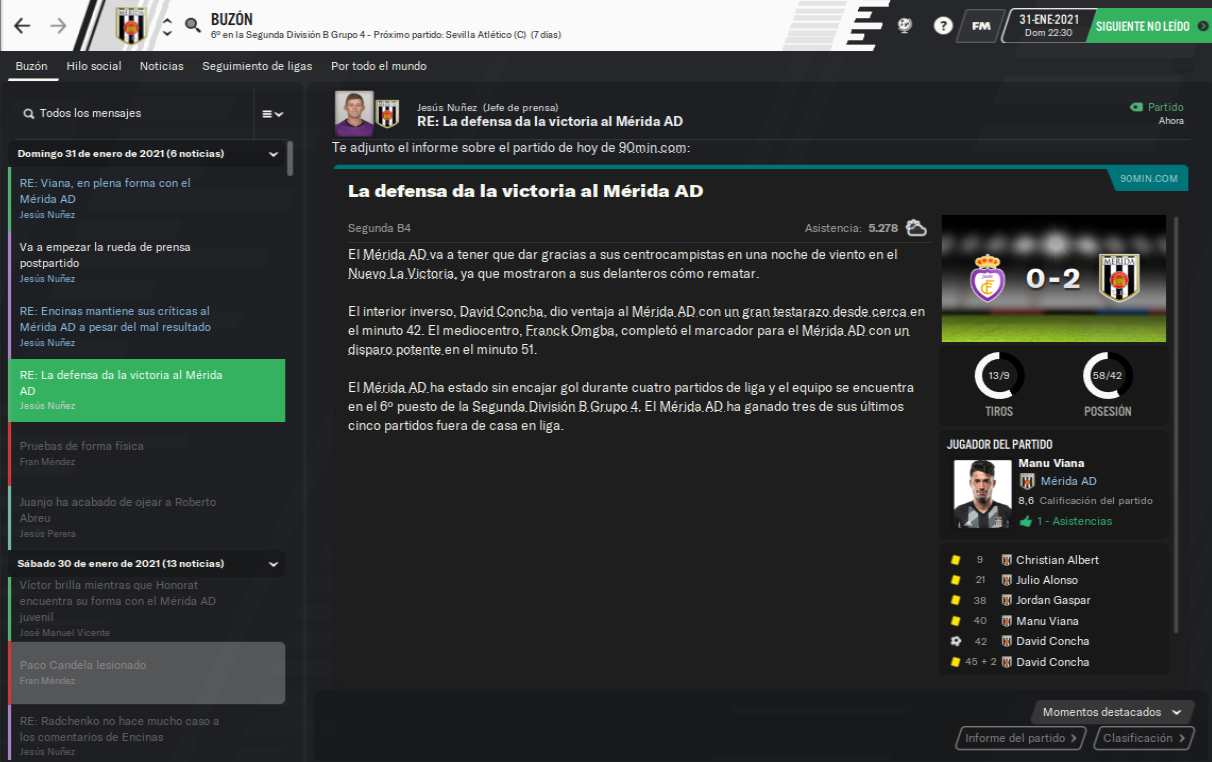 BUZÓN
6º en la Segunda División B Grupo 4 - Próximo partido: Sevilla Atlético (C) (7 días)
FM
31-ENE-2021
Dom 22:30
SIGUIENTE NO LEÍDO
Buzón Hilo social Noticias Seguimiento de ligas Por todo el mundo
Todos los mensajes
Domingo 31 de enero de 2021 (6 noticias)
RE: Viana, en plena forma con el
Mérida AD
Jesús Nuñez
Va a empezar la rueda de prensa
postpartido
Jesús Nuñez
RE: Encinas mantiene sus críticas al
Mérida AD a pesar del mal resultado
Jesús Nuñez
RE: La defensa da la victoria al Mérida
AD
Jesús Nuñez
Pruebas de forma física
Fran Méndez
Juanjo ha acabado de ojear a Roberto
Abreu
Jesús Perera
Sábado 30 de enero de 2021 (13 noticias)
Víctor brilla mientras que Honorat
encuentra su forma con el Mérida AD
juvenil
José Manuel Vicente
Paco Candela lesionado
Fran Méndez
RE: Radchenko no hace mucho caso a
los comentarios de Encinas
Jesús Nuñez
Jesús Nuñez (Jefe de prensa)
RE: La defensa da la victoria al Mérida AD
Partido
Ahora
Te adjunto el informe sobre el partido de hoy de 90min.com:
90MIN.COM
La defensa da la victoria al Mérida AD
Segunda B4
Asistencia: 5.278
El Mérida AD va a tener que dar gracias a sus centrocampistas en una noche de viento en el
Nuevo La Victoria, ya que mostraron a sus delanteros cómo rematar.
El interior inverso, David Concha, dio ventaja al Mérida AD con un gran testarazo desde cerca en
el minuto 42. El mediocentro, Franck Omgba, completó el marcador para el Mérida AD con un
disparo potente en el minuto 51.
El Mérida AD ha estado sin encajar gol durante cuatro partidos de liga y el equipo se encuentra
en el 6º puesto de la Segunda División B Grupo 4. El Mérida AD ha ganado tres de sus últimos
cinco partidos fuera de casa en liga.
MÉRIDA
0-2
13/9
58/42
TIROS
POSESIÓN
JUGADOR DEL PARTIDO
Manu Viana
Mérida AD
8,6 Calificación del partido
1 - Asistencias
9 Christian Albert
21 Julio Alonso
38 Jordan Gaspar
40 Manu Viana
42 David Concha
45 + 2 David Concha
Momentos destacados
Informe del partido
Clasificación